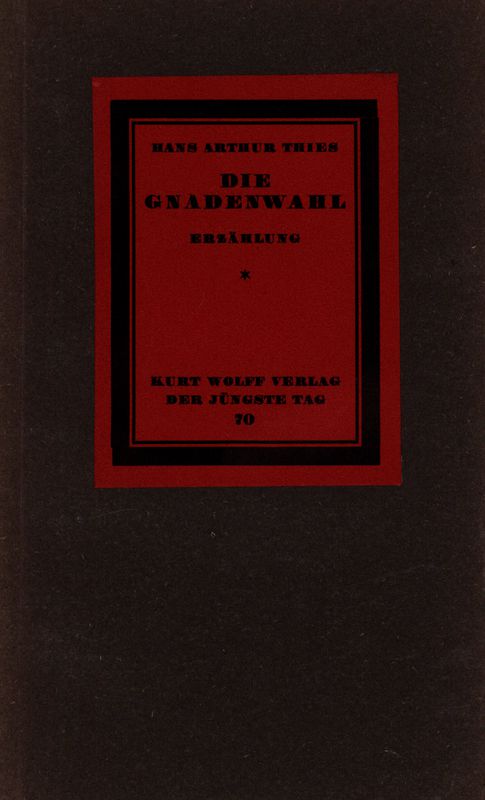 HANS ARTHUR THIES
DIE
GNADENWAHL
ERZÄHLUNG
*
KURT WOLFF VERLAG
DER JÜNGSTE TAG
70